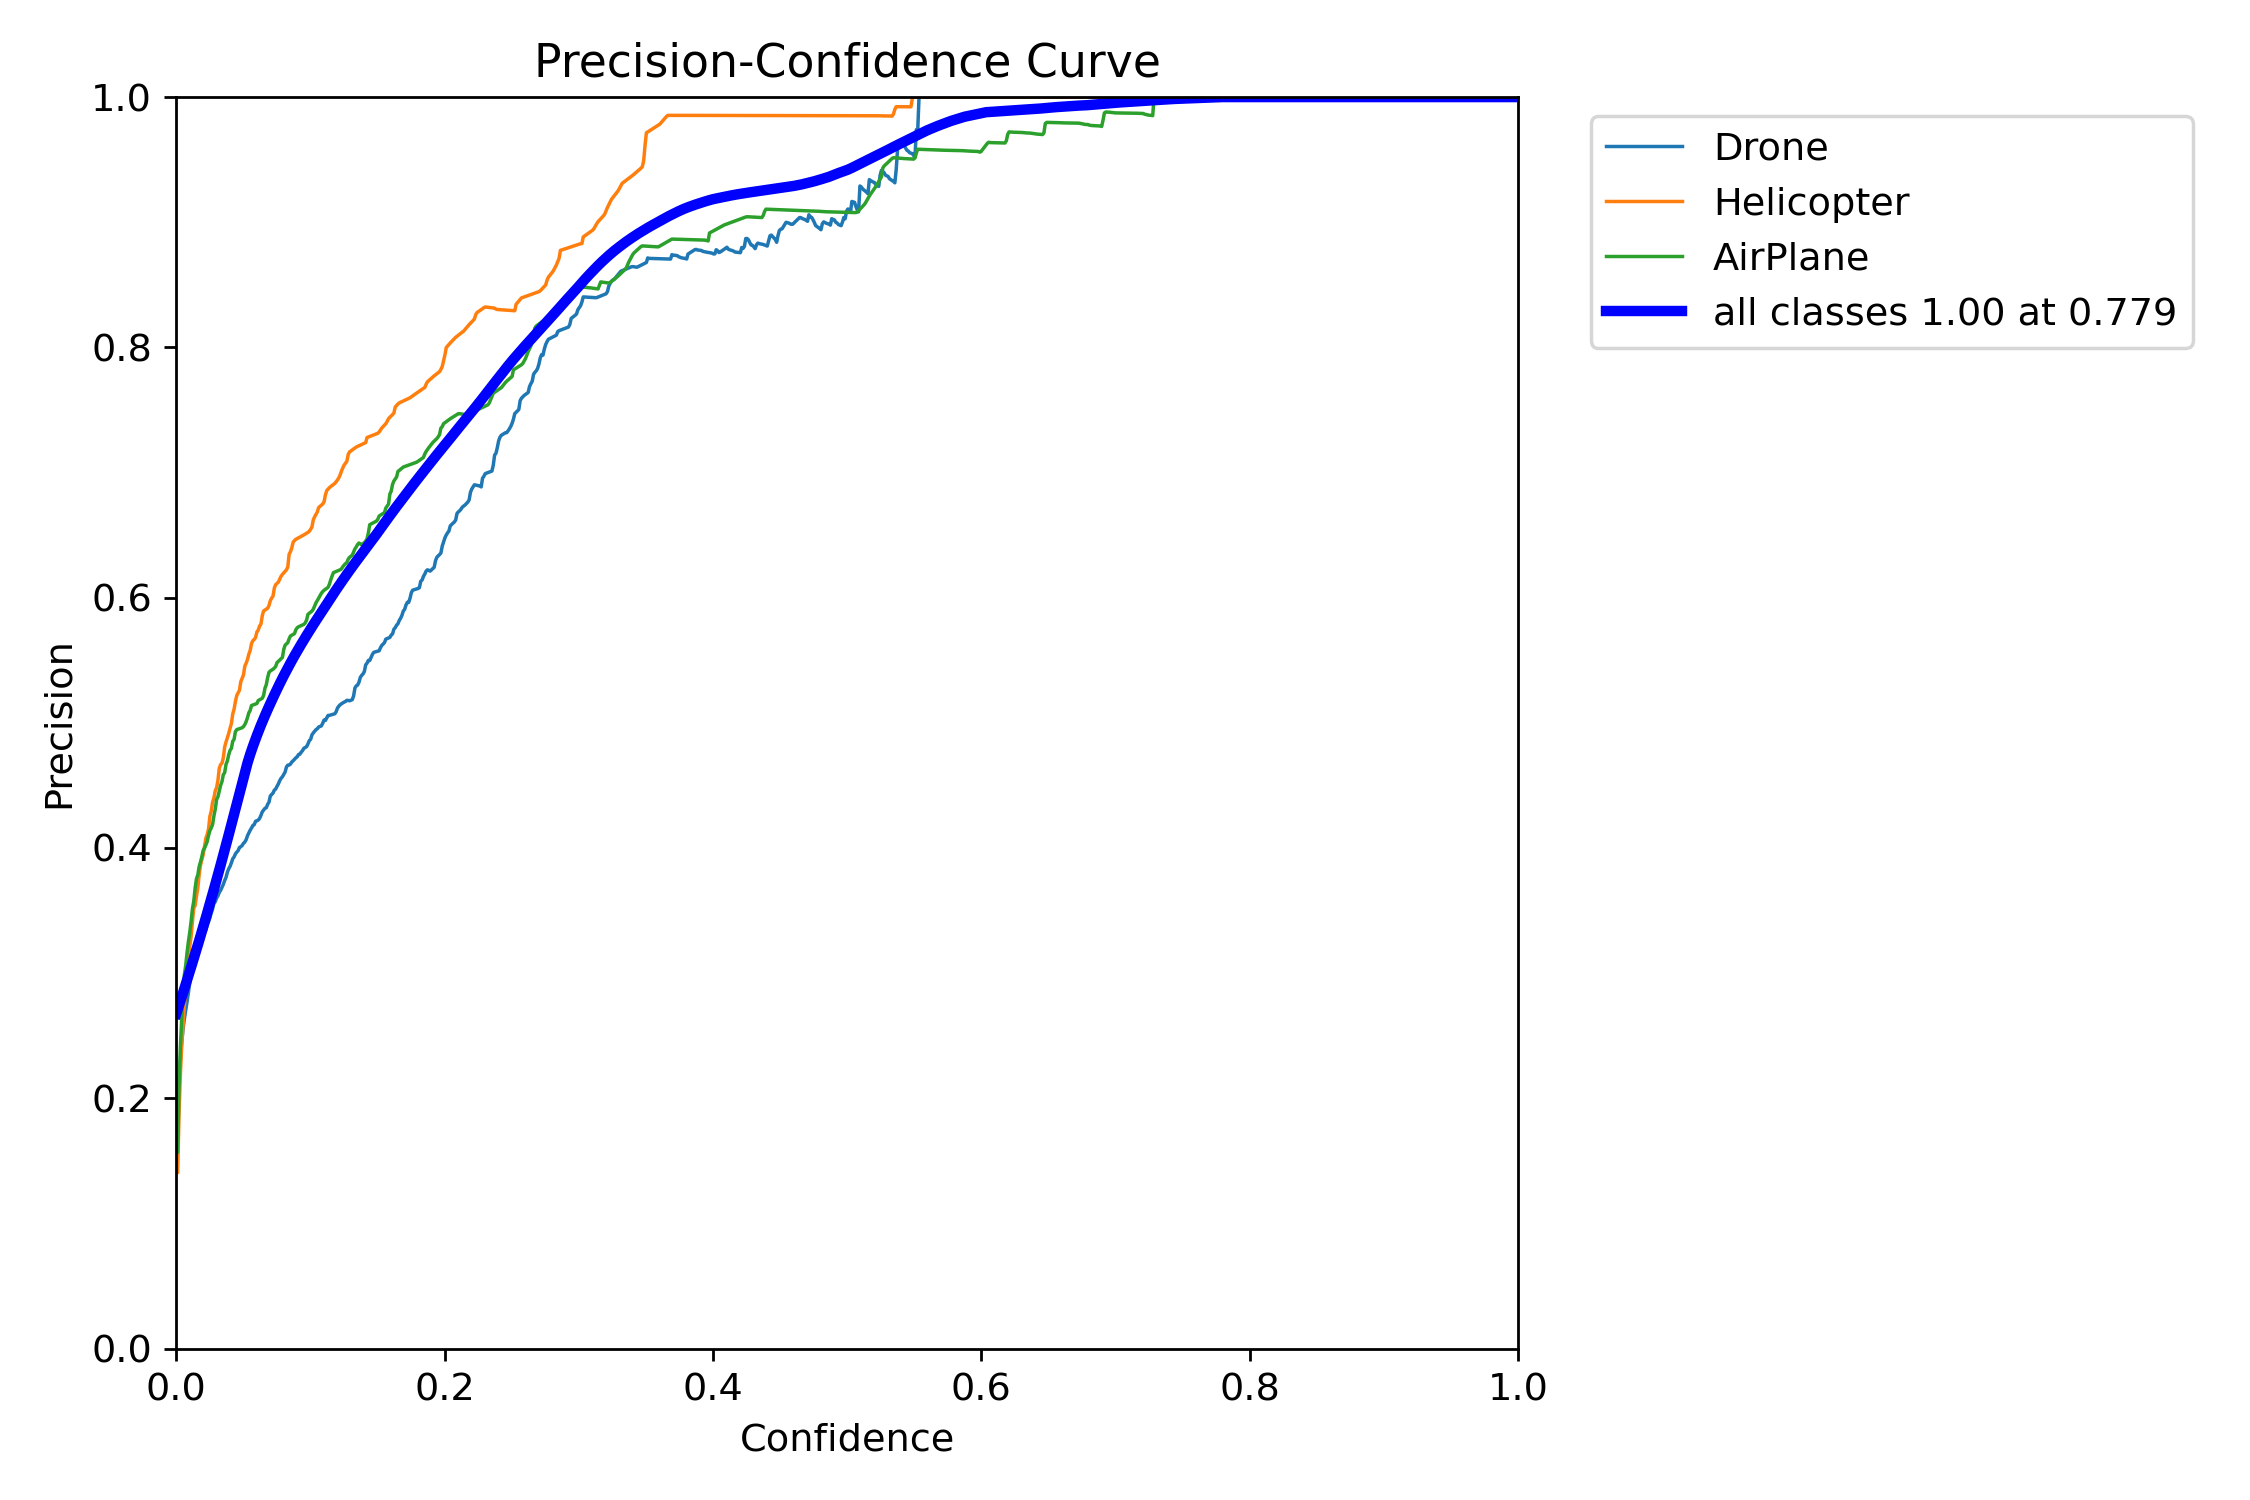 Precision-Confidence Curve
1.0
0.8
0.6
0.4
0.2
0.0
Precision
0.0 0.2 0.4 0.6 0.8 1.0
Confidence
Drone
Helicopter
AirPlane
all classes 1.00 at 0.779